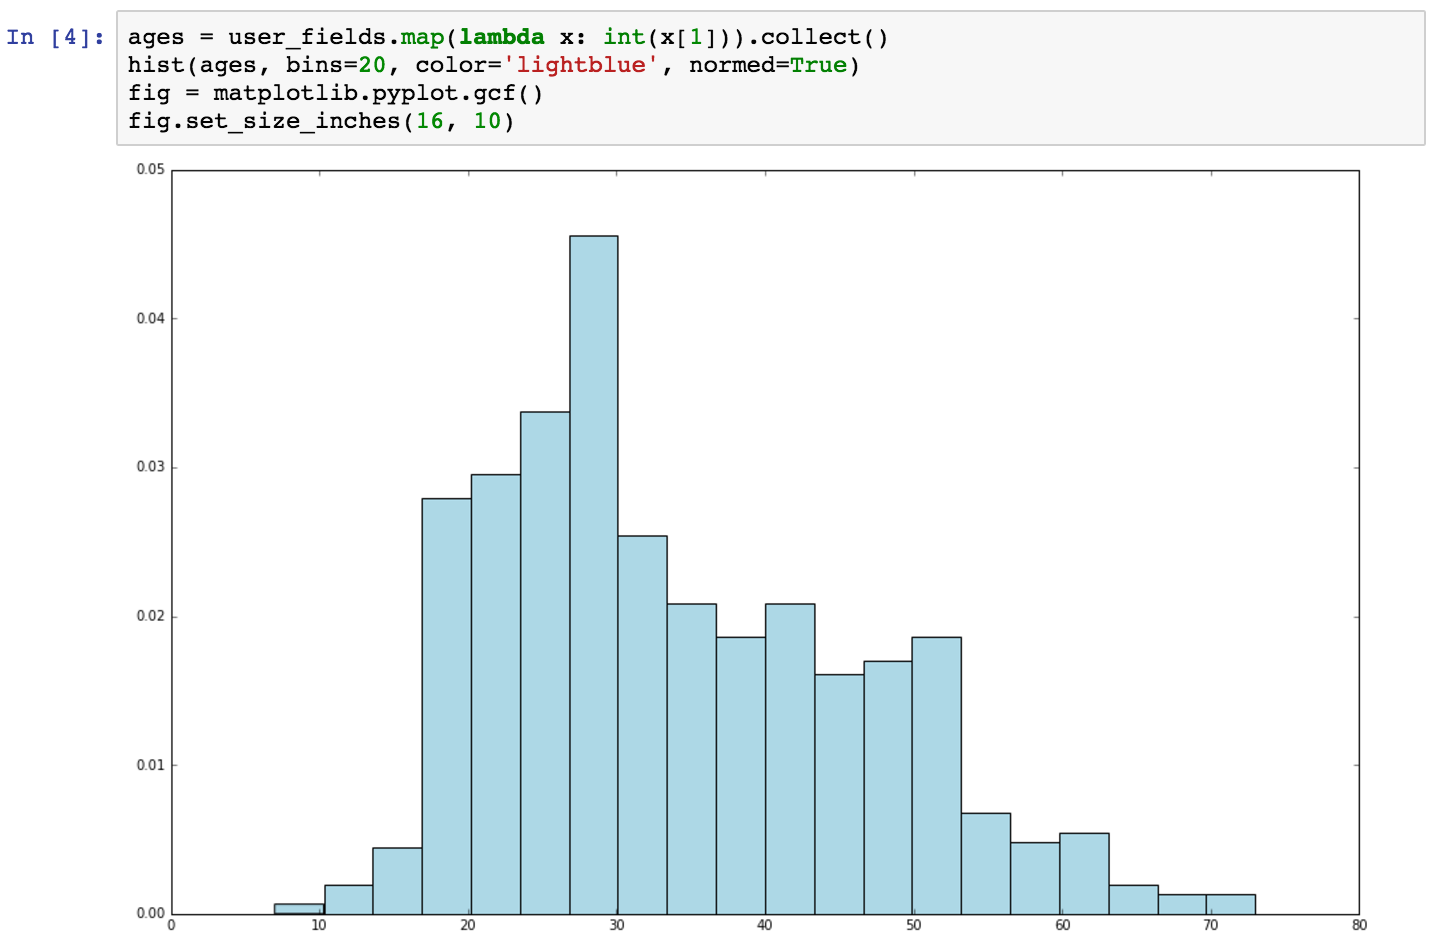 In [4]: ages = user_fields.map(lambda x: int(x[1])).collect()
hist(ages, bins=20, color='lightblue', normed=True)
fig = matplotlib.pyplot.gcf()
fig.set_size_inches(16, 10)
0.05
0.04
0.03
0.02
0.01
0.00
0 10 20 30 40 50 60 70 80